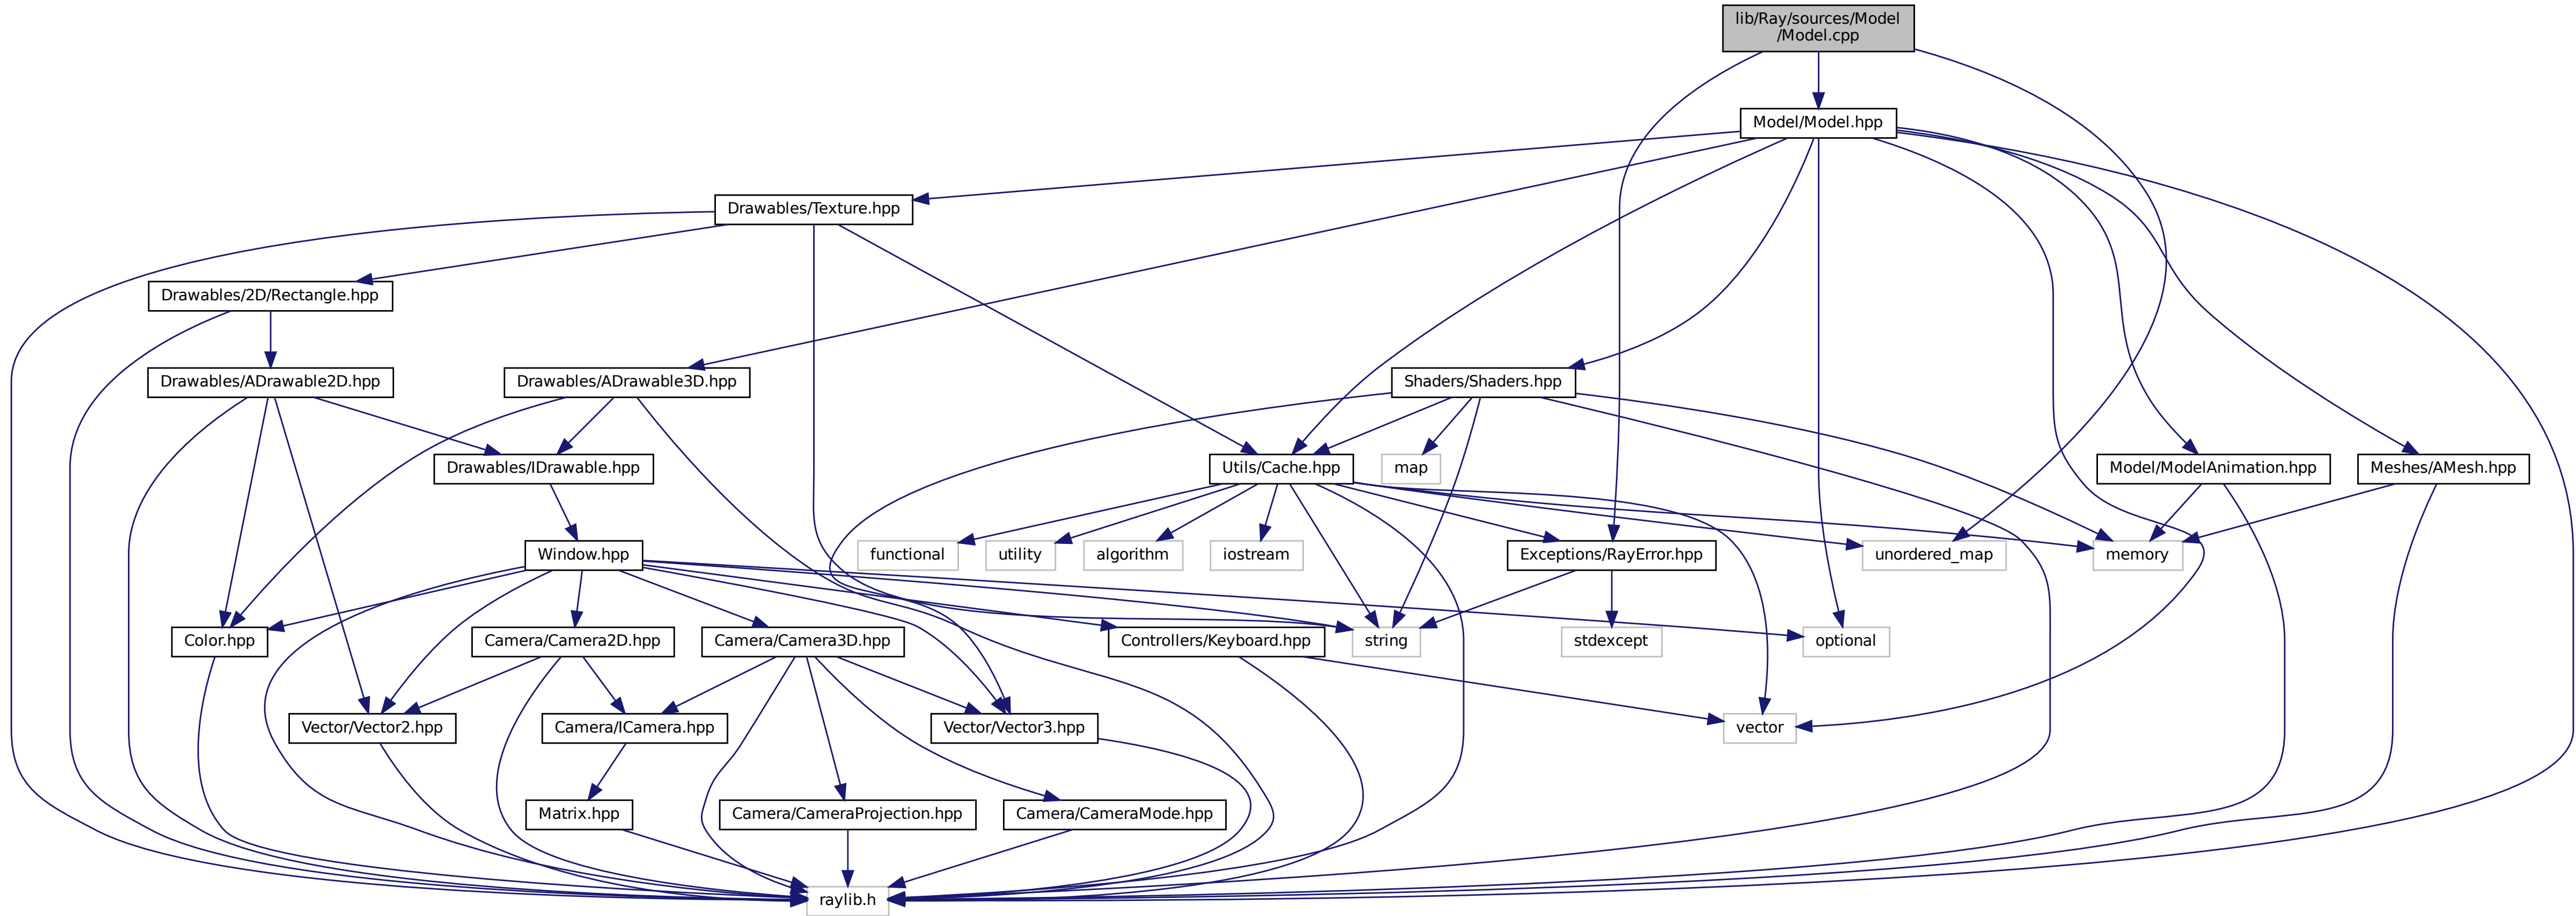 lib/Ray/sources/Model
/Model.cpp
Model/Model.hpp
Drawables/Texture.hpp
Drawables/2D/Rectangle.hpp
Drawables/ADrawable2D.hpp
Drawables/ADrawable3D.hpp
Shaders/Shaders.hpp
Drawables/IDrawable.hpp
Utils/Cache.hpp
map
Model/ModelAnimation.hpp
Meshes/AMesh.hpp
Window.hpp
functional
utility
algorithm
iostream
Exceptions/RayError.hpp
unordered_map
memory
Color.hpp
Camera/Camera2D.hpp
Camera/Camera3D.hpp
Controllers/Keyboard.hpp
string
stdexcept
optional
Vector/Vector2.hpp
Camera/ICamera.hpp
Vector/Vector3.hpp
vector
Matrix.hpp
Camera/CameraProjection.hpp
Camera/CameraMode.hpp
raylib.h